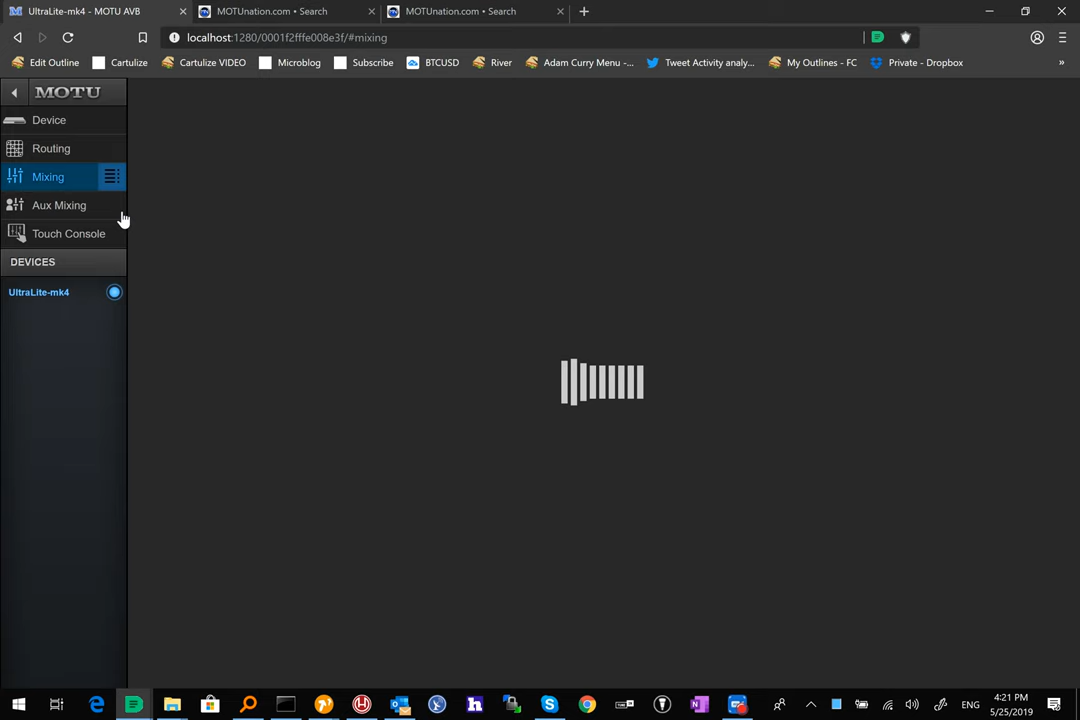 UltraLite-mk4 - MOTU AVB
MOTUnation.com • Search
MOTUnation.com • Search
localhost:1280/0001f2fffe008e3f/#mixing
Edit Outline
Cartulize
Cartulize VIDEO
Microblog
Subscribe
BTCUSD
River
Adam Curry Menu -...
Tweet Activity analy...
My Outlines - FC
Private - Dropbox
»
MOTU
Device
Routing
Mixing
Aux Mixing
Touch Console
DEVICES
UltraLite-mk4
ENG
4:21 PM
5/25/2019